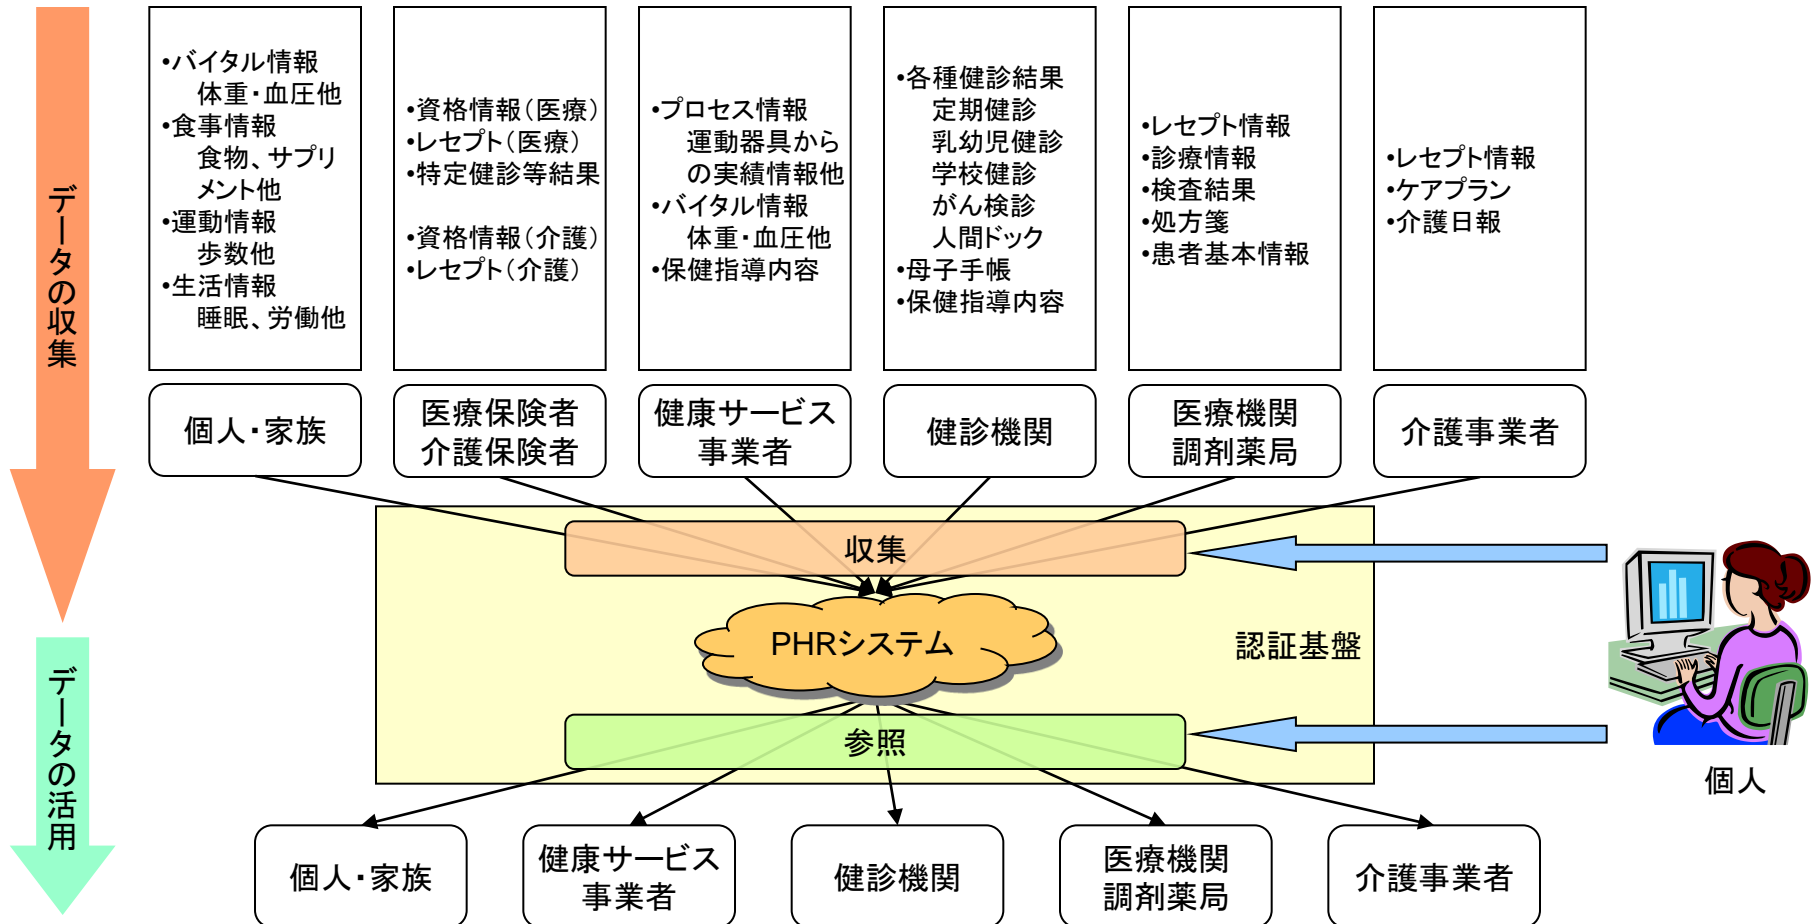 データの収集
•バイタル情報
体重・血圧他
•食事情報
食物、サプリ
メント他
•運動情報
歩数他
•生活情報
睡眠、労働他
•資格情報(医療)
•レセプト(医療)
•特定健診等結果
•資格情報(介護)
•レセプト(介護)
•プロセス情報
運動器具から
の実績情報他
•バイタル情報
体重・血圧他
•保健指導内容
•各種健診結果
定期健診
乳幼児健診
学校健診
がん検診
人間ドック
•母子手帳
•保健指導内容
•レセプト情報
•診療情報
•検査結果
•処方箋
•患者基本情報
•レセプト情報
•ケアプラン
•介護日報
個人・家族
医療保険者
介護保険者
健康サービス
事業者
健診機関
医療機関
調剤薬局
介護事業者
収集
PHRシステム
認証基盤
参照
個人
データの活用
個人・家族
健康サービス
事業者
健診機関
医療機関
調剤薬局
介護事業者